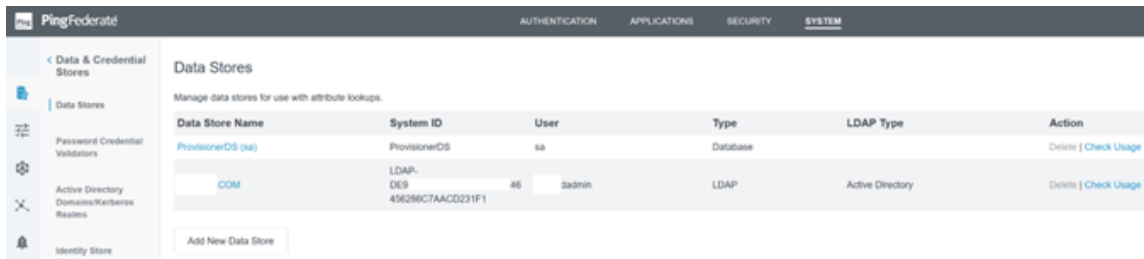 Ping PingFederate AUTHENTICATION APPLICATIONS SECURITY SYSTEM
< Data & Credential Stores
Data Stores
Password Credential Validators
Active Directory Domains/Kerberos Realms
Identity Store
Data Stores
Manage data stores for use with attribute lookups.
Data Store Name System ID User Type LDAP Type Action
ProvisionerDS (sa) ProvisionerDS sa Database Delete | Check Usage
COM LDAP-DE9 46 456286C7AACD231F1 dadmin LDAP Active Directory Delete | Check Usage
Add New Data Store